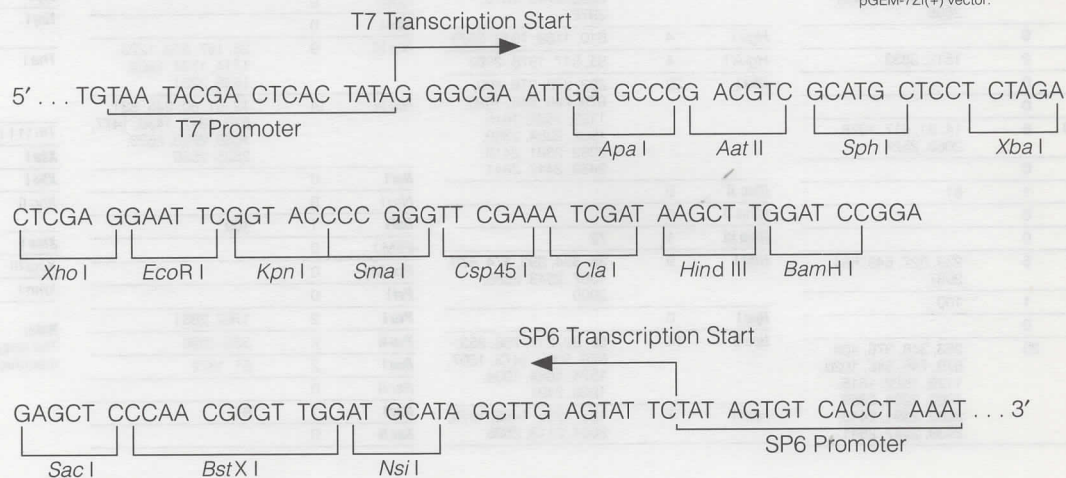 pGEM-7Zf(+) vector.
T7 Transcription Start
5′ . . . TGTAA TACGA CTCAC TATAG GGCGA ATTGG GCCCG ACGTC GCATG CTCCT CTAGA
T7 Promoter
Apa I Aat II Sph I Xba I
CTCGA GGAAT TCGGT ACCCC GGGTT CGAAA TCGAT AAGCT TGGAT CCGGA
Xho I EcoR I Kpn I Sma I Csp45 I Cla I Hind III BamH I
SP6 Transcription Start
GAGCT CCCAA CGCGT TGGAT GCATA GCTTG AGTAT TCTAT AGTGT CACCT AAAT . . . 3′
SP6 Promoter
Sac I BstX I Nsi I